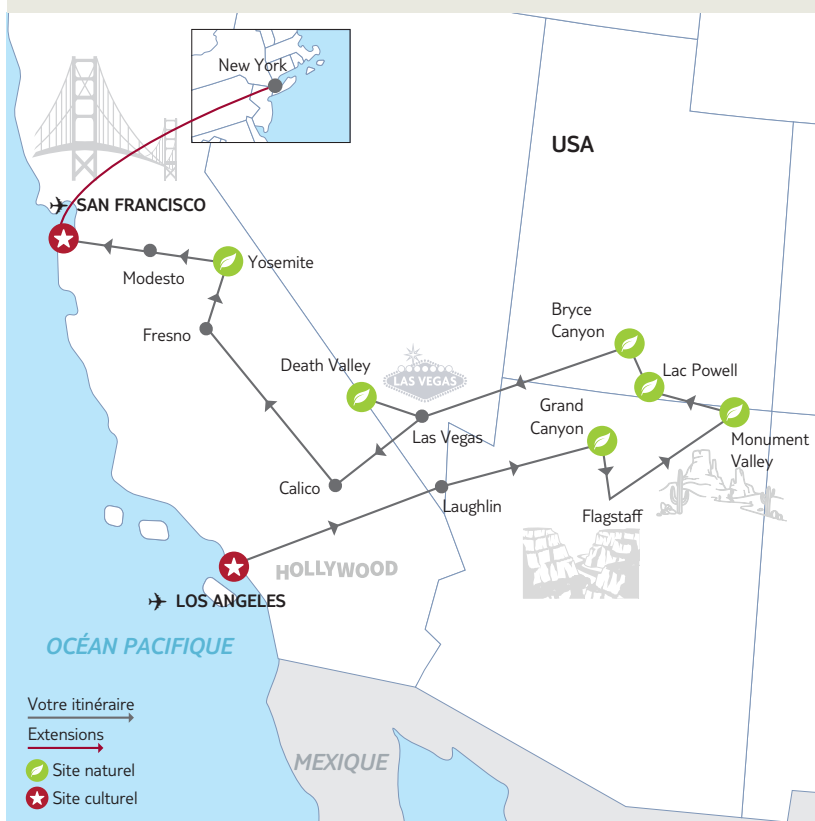 New York
USA
SAN FRANCISCO
Modesto
Yosemite
Fresno
Bryce
Canyon
Death Valley
LAS VEGAS
Lac Powell
Grand
Canyon
Las Vegas
Monument
Valley
Calico
Laughlin
Flagstaff
HOLLYWOOD
LOS ANGELES
OCÉAN PACIFIQUE
Votre itinéraire
Extensions
MEXIQUE
Site naturel
Site culturel